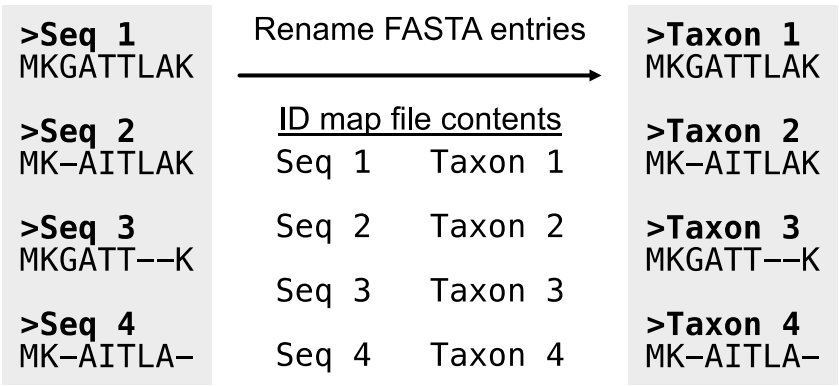 >Seq 1
MKGATTLAK
>Seq 2
MK-AITLAK
>Seq 3
MKGATT--K
>Seq 4
MK-AITLA-
Rename FASTA entries
ID map file contents
Seq 1 Taxon 1
Seq 2 Taxon 2
Seq 3 Taxon 3
Seq 4 Taxon 4
>Taxon 1
MKGATTLAK
>Taxon 2
MK-AITLAK
>Taxon 3
MKGATT--K
>Taxon 4
MK-AITLA-